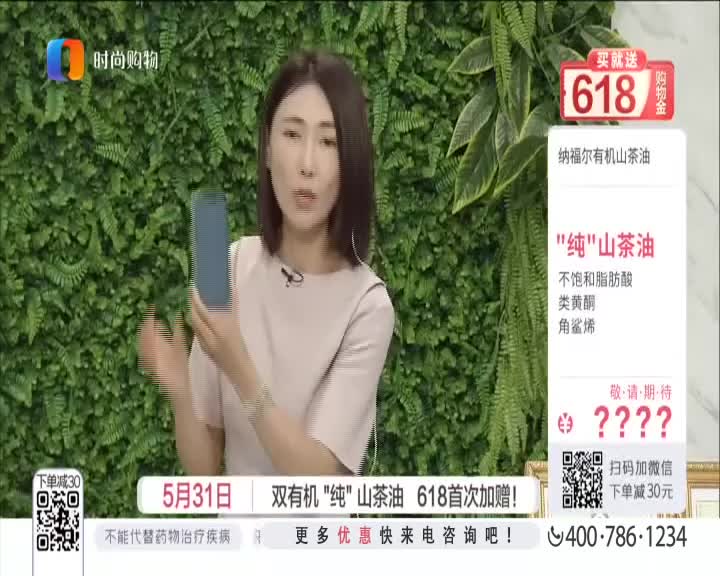 时尚购物
买就送
618
购物金
纳福尔有机山茶油
"纯"山茶油
不饱和脂肪酸
类黄酮
角鲨烯
敬·请·期·待
¥ ????
扫码加微信
下单减30元
下单减30
5月31日
双有机"纯"山茶油 618首次加赠!
不能代替药物治疗疾病
更多优惠快来电咨询吧!
400·786·1234